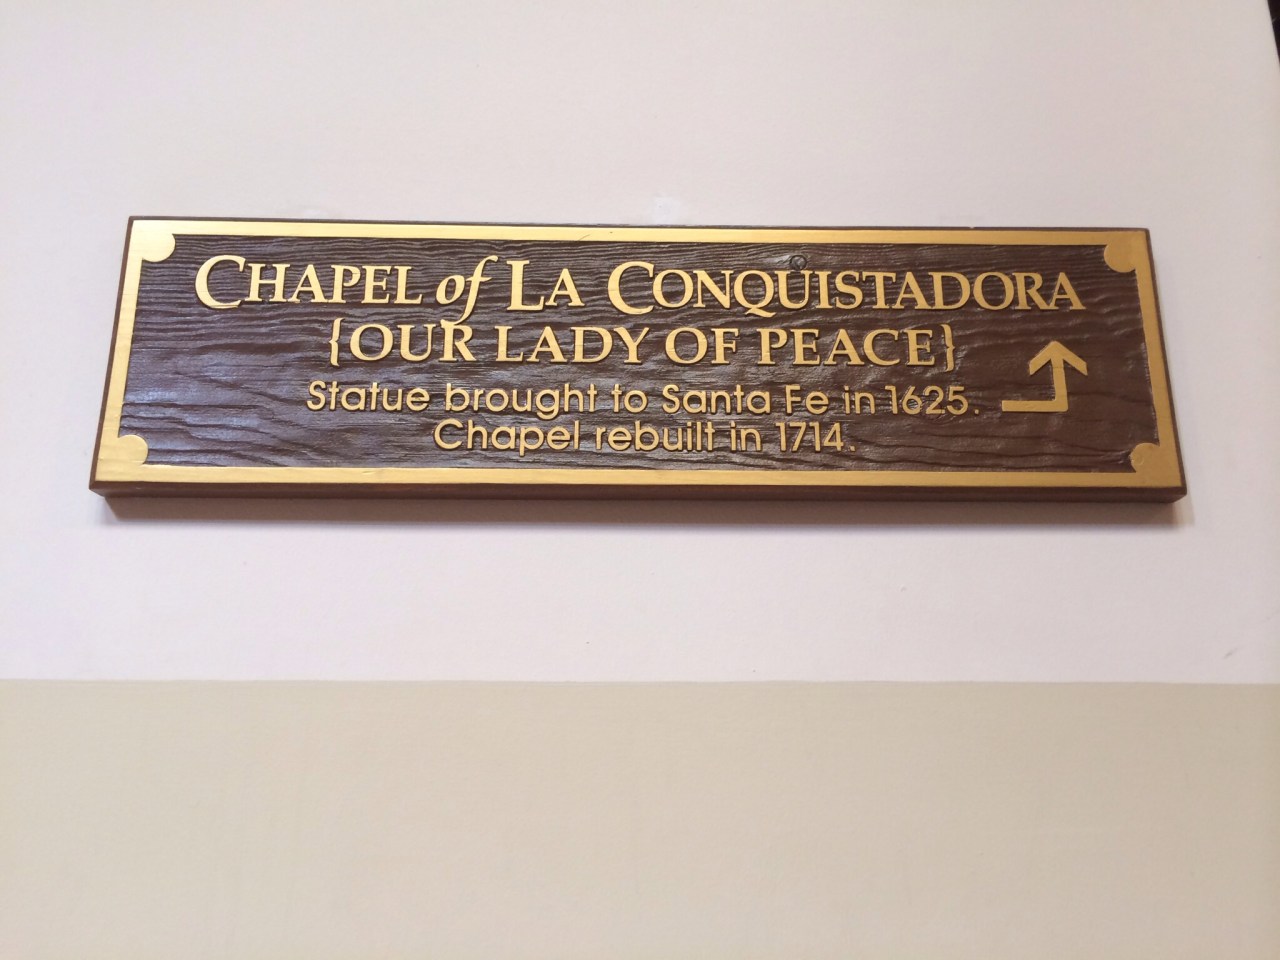 CHAPEL of LA CONQUISTADORA
{OUR LADY OF PEACE}
Statue brought to Santa Fe in 1625.
Chapel rebuilt in 1714.